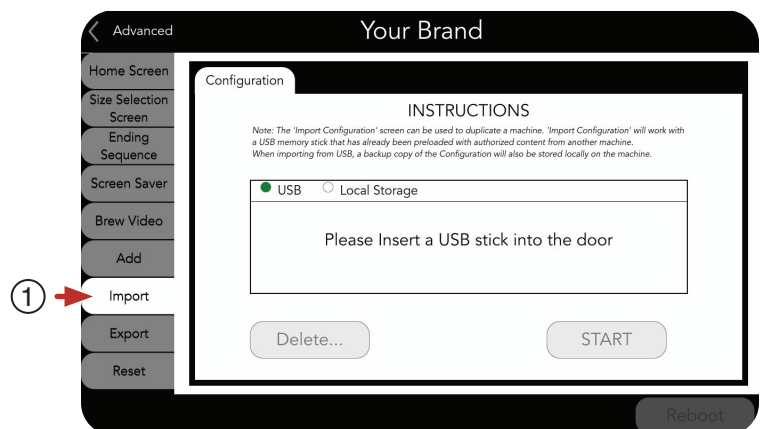 Advanced
Your Brand
Home Screen
Size Selection
Screen
Ending
Sequence
Screen Saver
Brew Video
Add
1
Import
Export
Reset
Configuration
INSTRUCTIONS
Note: The 'Import Configuration' screen can be used to duplicate a machine. 'Import Configuration' will work with
a USB memory stick that has already been preloaded with authorized content from another machine.
When importing from USB, a backup copy of the Configuration will also be stored locally on the machine.
USB Local Storage
Please Insert a USB stick into the door
Delete... START
Reboot